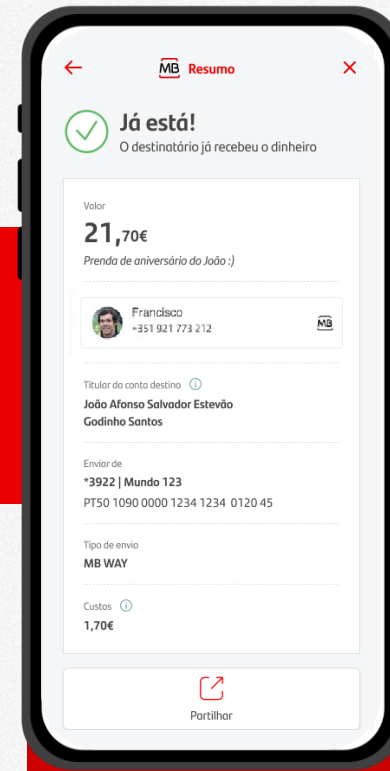 MB Resumo
Já está!
O destinatário já recebeu o dinheiro
Valor
21,70€
Prenda de aniversário do João :)
Francisco
+351 921 773 212
MB
Titular da conta destino
João Afonso Salvador Estevão
Godinho Santos
Enviar de
*3922 | Mundo 123
PT50 1090 0000 1234 1234 0120 45
Tipo de envio
MB WAY
Custos
1,70€
Partilhar